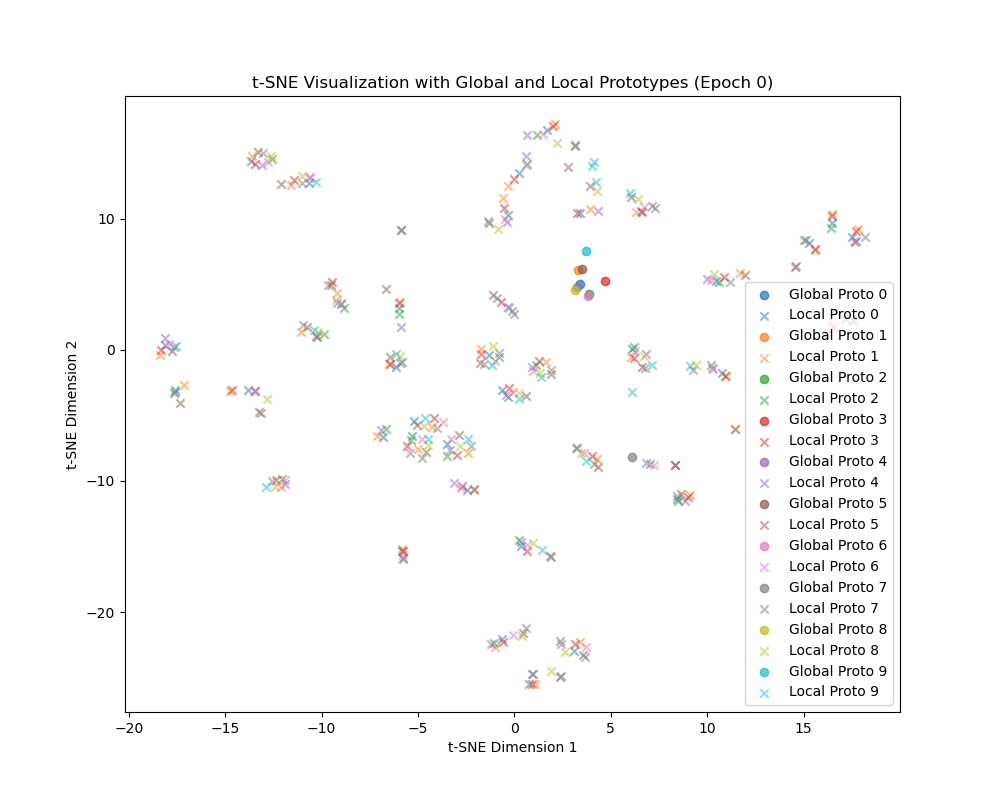 t-SNE Visualization with Global and Local Prototypes (Epoch 0)
10
0
−10
−20
t-SNE Dimension 2
−20
−15
−10
−5
0
5
10
15
t-SNE Dimension 1
Global Proto 0
Local Proto 0
Global Proto 1
Local Proto 1
Global Proto 2
Local Proto 2
Global Proto 3
Local Proto 3
Global Proto 4
Local Proto 4
Global Proto 5
Local Proto 5
Global Proto 6
Local Proto 6
Global Proto 7
Local Proto 7
Global Proto 8
Local Proto 8
Global Proto 9
Local Proto 9